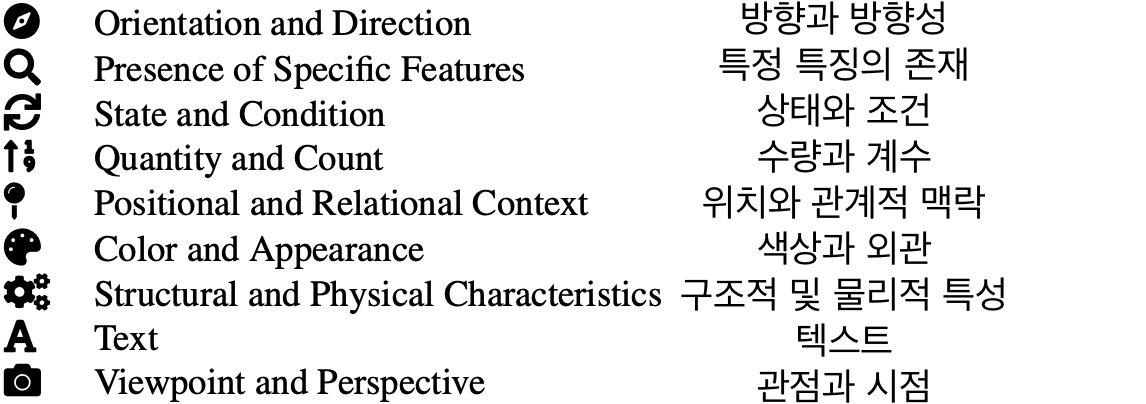 Orientation and Direction 방향과 방향성
Presence of Specific Features 특정 특징의 존재
State and Condition 상태와 조건
Quantity and Count 수량과 계수
Positional and Relational Context 위치와 관계적 맥락
Color and Appearance 색상과 외관
Structural and Physical Characteristics 구조적 및 물리적 특성
Text 텍스트
Viewpoint and Perspective 관점과 시점